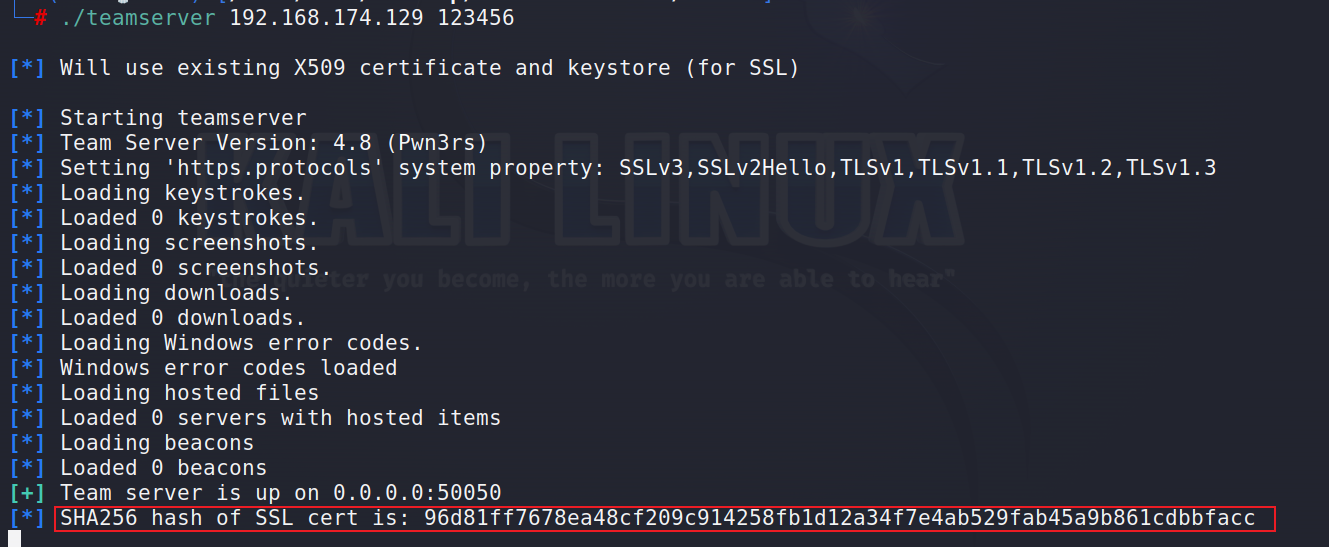 └─# ./teamserver 192.168.174.129 123456
[*] Will use existing X509 certificate and keystore (for SSL)
[*] Starting teamserver
[*] Team Server Version: 4.8 (Pwn3rs)
[*] Setting 'https.protocols' system property: SSLv3,SSLv2Hello,TLSv1,TLSv1.1,TLSv1.2,TLSv1.3
[*] Loading keystrokes.
[*] Loaded 0 keystrokes.
[*] Loading screenshots.
[*] Loaded 0 screenshots.
[*] Loading downloads.
[*] Loaded 0 downloads.
[*] Loading Windows error codes.
[*] Windows error codes loaded
[*] Loading hosted files
[*] Loaded 0 servers with hosted items
[*] Loading beacons
[*] Loaded 0 beacons
[+] Team server is up on 0.0.0.0:50050
[*] SHA256 hash of SSL cert is: 96d81ff7678ea48cf209c914258fb1d12a34f7e4ab529fab45a9b861cdbbfacc
KALI LINUX
the quieter you become, the more you are able to hear"